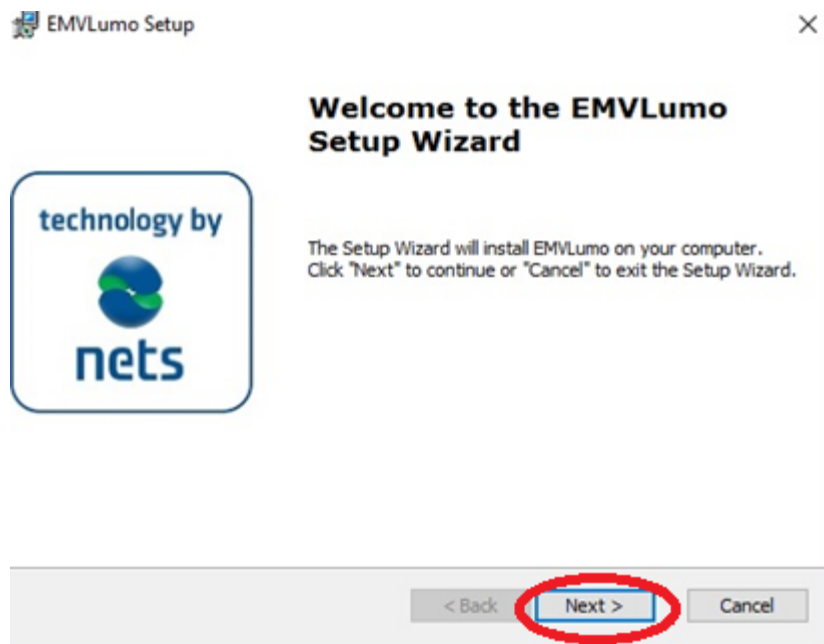 EMVLumo Setup
Welcome to the EMVLumo
Setup Wizard
technology by
nets
The Setup Wizard will install EMVLumo on your computer.
Click "Next" to continue or "Cancel" to exit the Setup Wizard.
< Back
Next >
Cancel